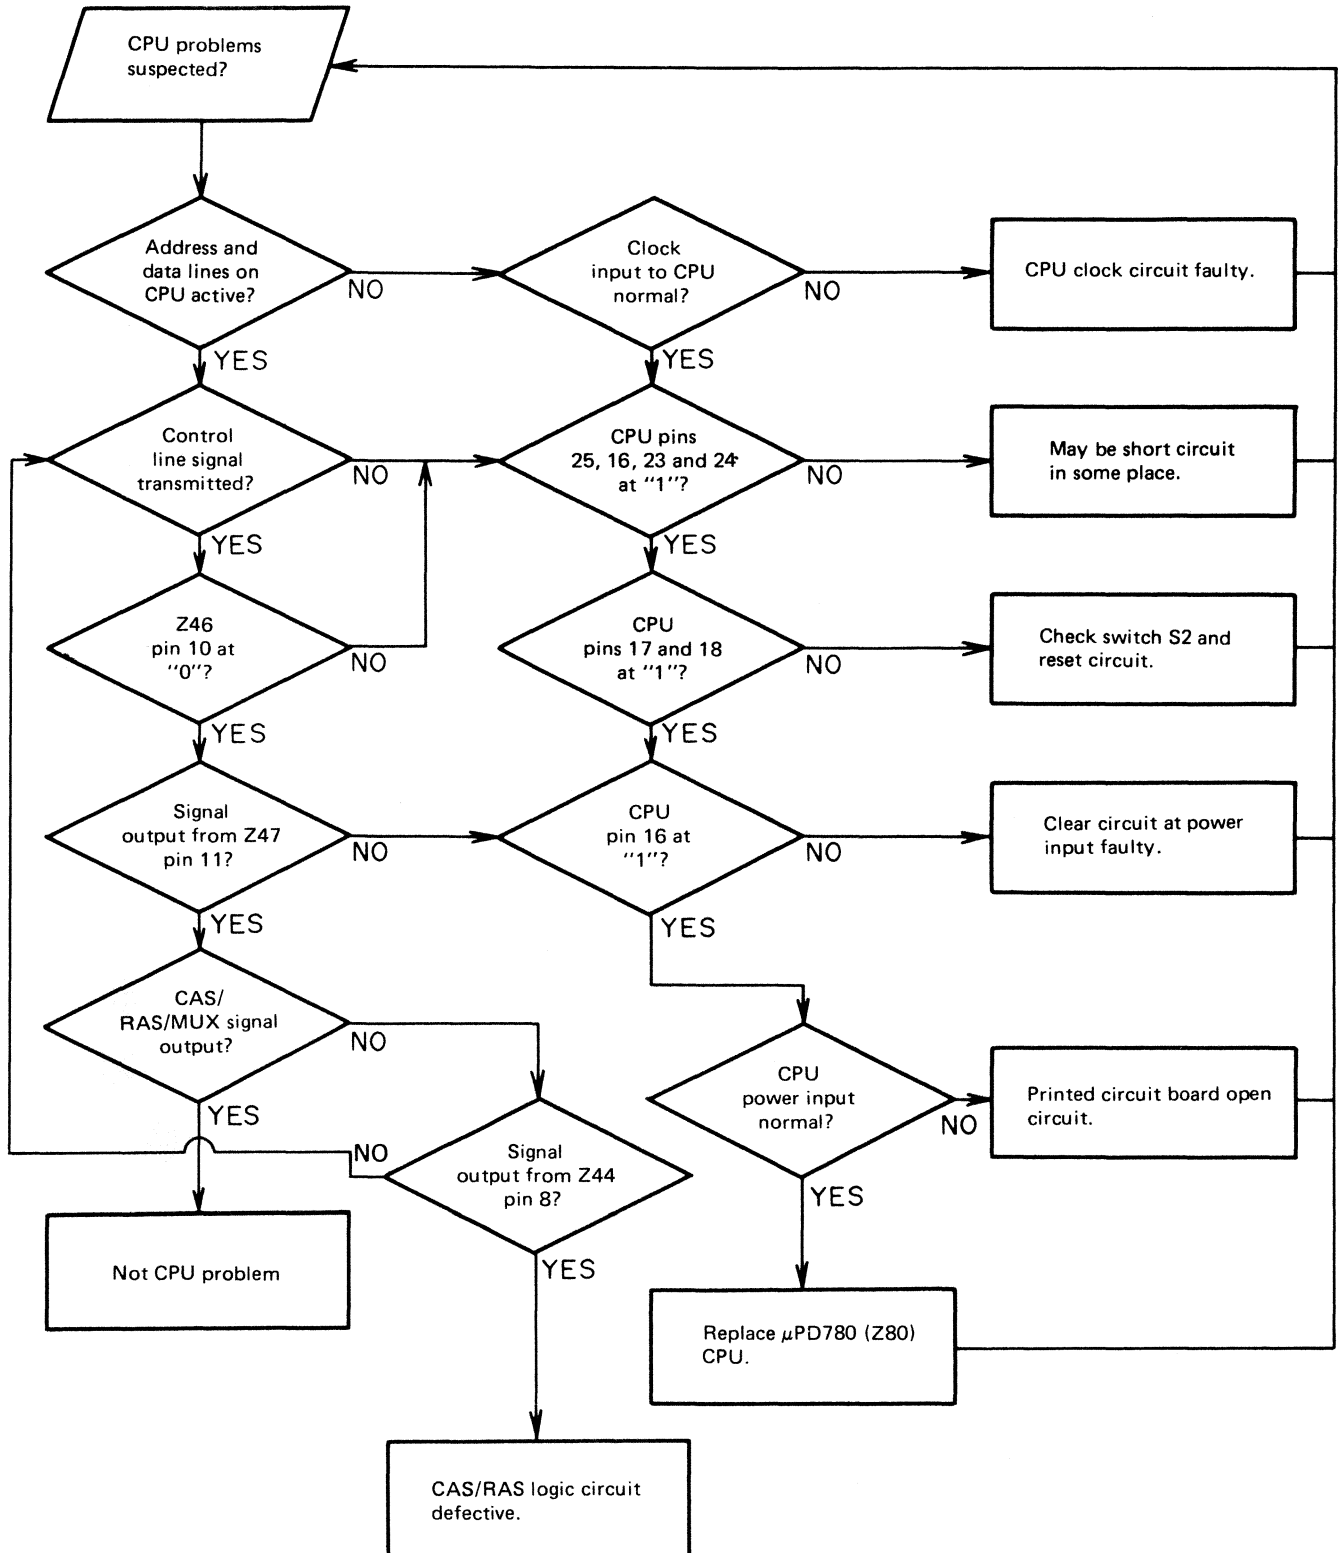 CPU problems
suspected?
Address and
data lines on
CPU active?
NO
YES
Clock
input to CPU
normal?
NO
YES
CPU clock circuit faulty.
Control
line signal
transmitted?
NO
YES
CPU pins
25, 16, 23 and 24
at "1"?
NO
YES
May be short circuit
in some place.
Z46
pin 10 at
"0"?
NO
YES
CPU
pins 17 and 18
at "1"?
NO
YES
Check switch S2 and
reset circuit.
Signal
output from Z47
pin 11?
NO
YES
CPU
pin 16 at
"1"?
NO
YES
Clear circuit at power
input faulty.
CAS/
RAS/MUX signal
output?
NO
YES
CPU
power input
normal?
NO
YES
Printed circuit board open
circuit.
Signal
output from Z44
pin 8?
NO
YES
Not CPU problem
Replace μPD780 (Z80)
CPU.
CAS/RAS logic circuit
defective.